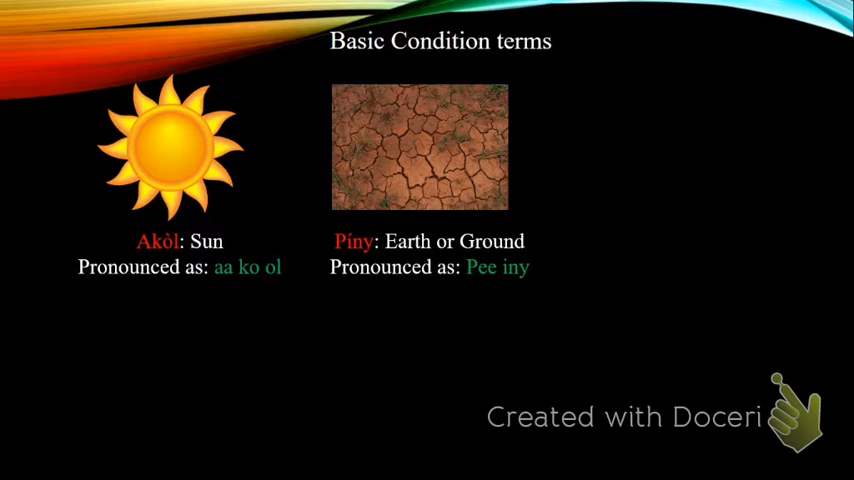 Basic Condition terms
Akòl: Sun
Pronounced as: aa ko ol
Píny: Earth or Ground
Pronounced as: Pee iny
Created with Doceri